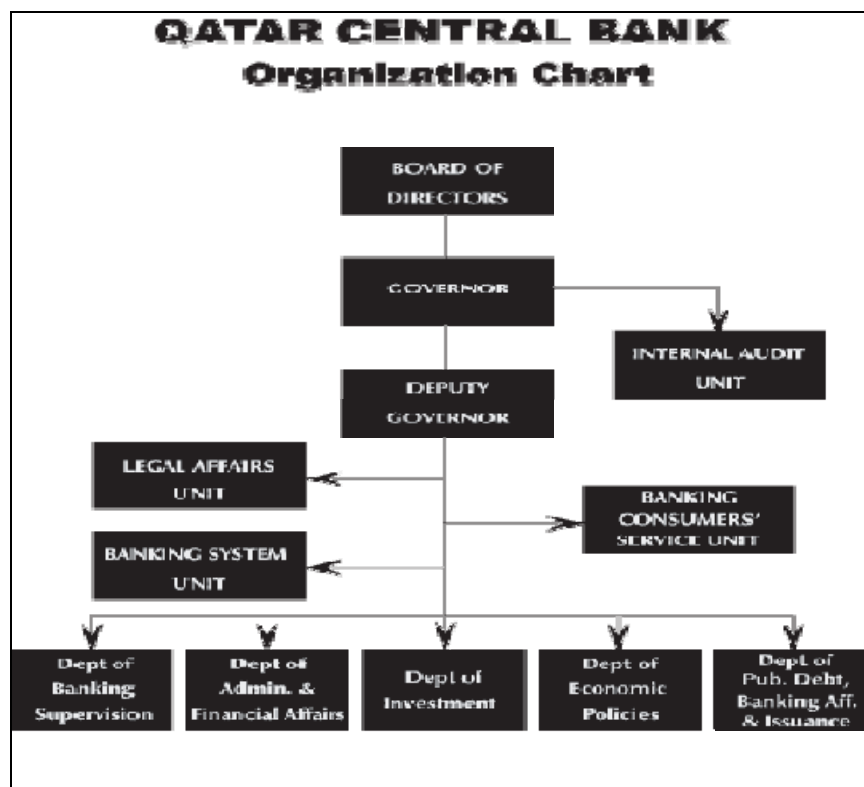 QATAR CENTRAL BANK
Organization Chart
BOARD OF
DIRECTORS
GOVERNOR
INTERNAL AUDIT
UNIT
DEPUTY
GOVERNOR
LEGAL AFFAIRS
UNIT
BANKING
CONSUMERS'
SERVICE UNIT
BANKING SYSTEM
UNIT
Dept of
Banking
Supervision
Dept of
Admin. &
Financial Affairs
Dept of
Investment
Dept of
Economic
Policies
Dept of
Pub. Debt,
Banking Aff.
& Issuance